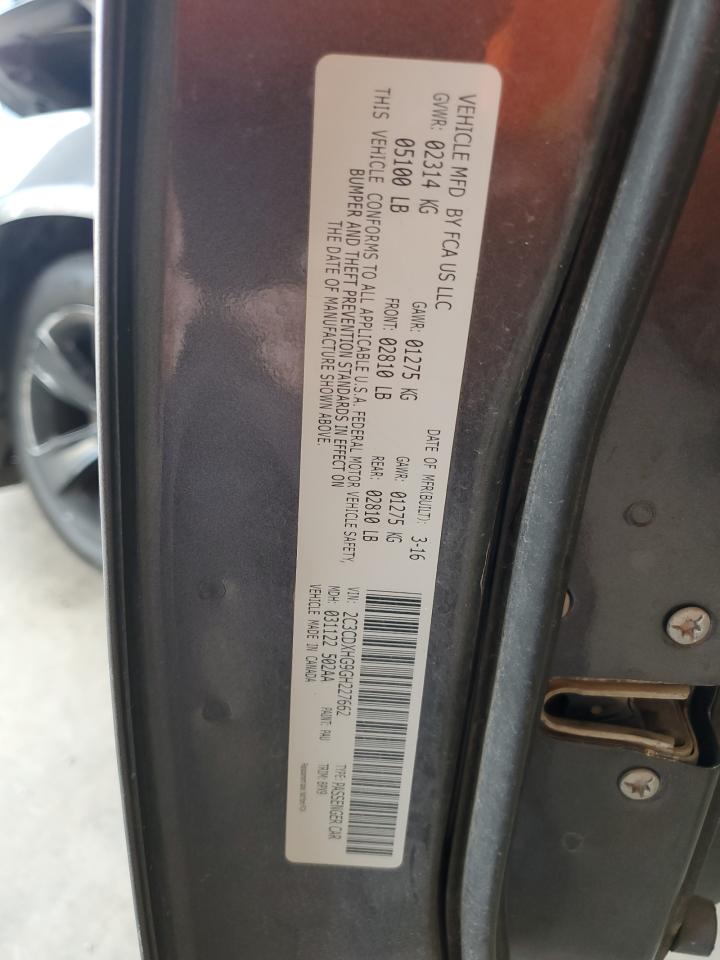 VEHICLE MFD BY FCA US LLC
DATE OF MFR(BUILT): 3-16
GVWR: 02314 KG
GAWR: 01275 KG
GAWR: 01275 KG
05100 LB
FRONT: 02810 LB
REAR: 02810 LB
THIS VEHICLE CONFORMS TO ALL APPLICABLE U.S.A. FEDERAL MOTOR VEHICLE SAFETY,
BUMPER AND THEFT PREVENTION STANDARDS IN EFFECT ON
THE DATE OF MANUFACTURE SHOWN ABOVE.
VIN: 2C3CDXHG9GH227662
TYPE: PASSENGER CAR
MDH: 031122 502AA
PAINT: PAU
TRIM: 6PX9
VEHICLE MADE IN CANADA